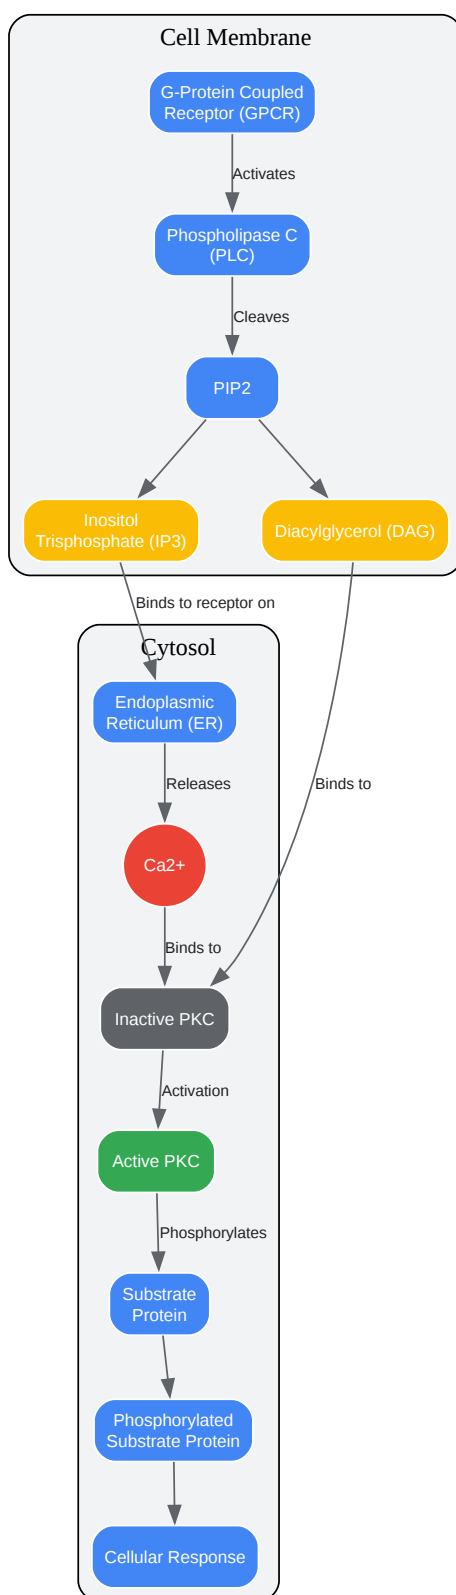 Cell Membrane
G-Protein Coupled
Receptor (GPCR)
Activates
Phospholipase C
(PLC)
Cleaves
PIP2
Inositol
Trisphosphate (IP3)
Diacylglycerol (DAG)
Binds to receptor on
Cytosol
Endoplasmic
Reticulum (ER)
Releases
Binds to
Ca2+
Binds to
Inactive PKC
Activation
Active PKC
Phosphorylates
Substrate
Protein
Phosphorylated
Substrate Protein
Cellular Response